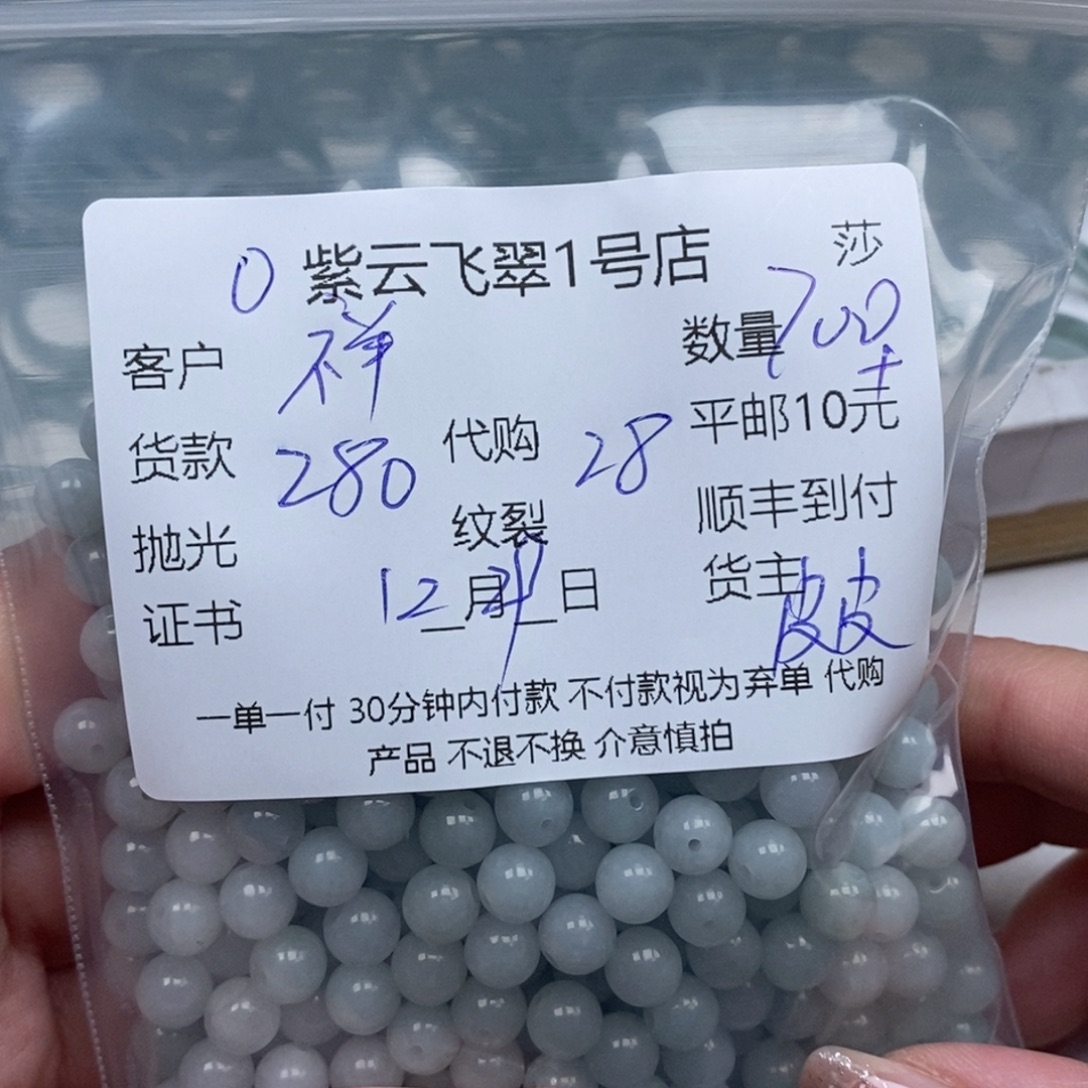 0 紫云飞翠1号店 莎
客户 祥 数量 700±
货款 280 代购 28 平邮10元
抛光 纹裂 顺丰到付
证书 12月 日 货主 皮皮
一单一付 30分钟内付款 不付款视为弃单 代购
产品 不退不换 介意慎拍